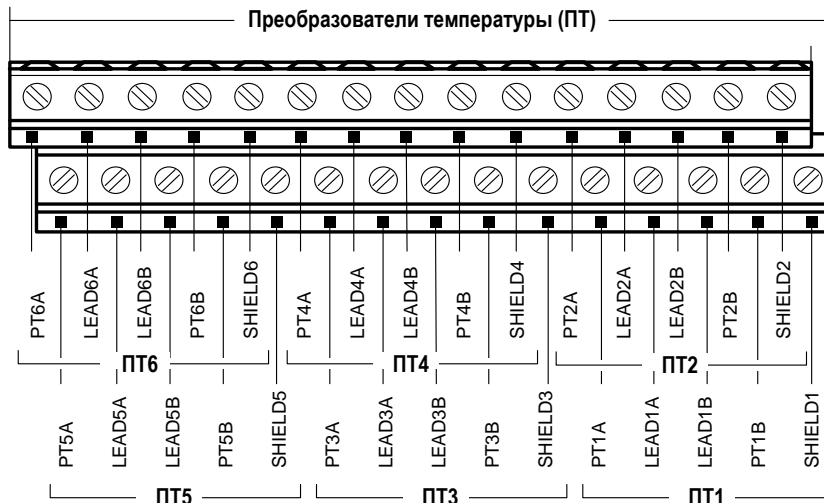 Преобразователи температуры (ПТ)
PT6A LEAD6A LEAD6B PT6B SHIELD6 PT4A LEAD4A LEAD4B PT4B SHIELD4 PT2A LEAD2A LEAD2B PT2B SHIELD2
ПТ6 ПТ4 ПТ2
PT5A LEAD5A LEAD5B PT5B SHIELD5 PT3A LEAD3A LEAD3B PT3B SHIELD3 PT1A LEAD1A LEAD1B PT1B SHIELD1
ПТ5 ПТ3 ПТ1